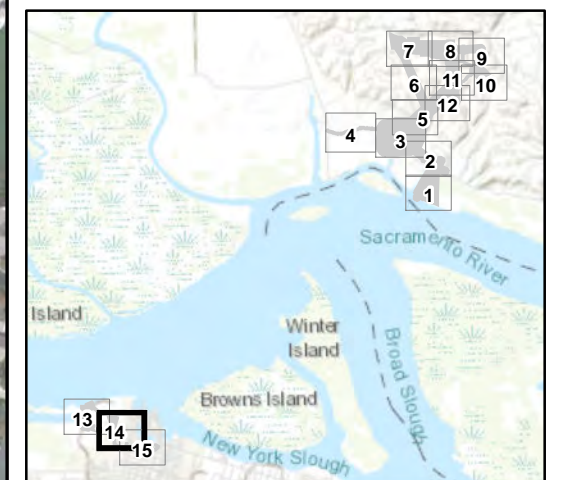 7
8
9
6
11
10
12
5
4
3
2
1
Sacramento River
Island
Winter
Island
Broad Slough
Browns Island
13
14
15
New York Slough